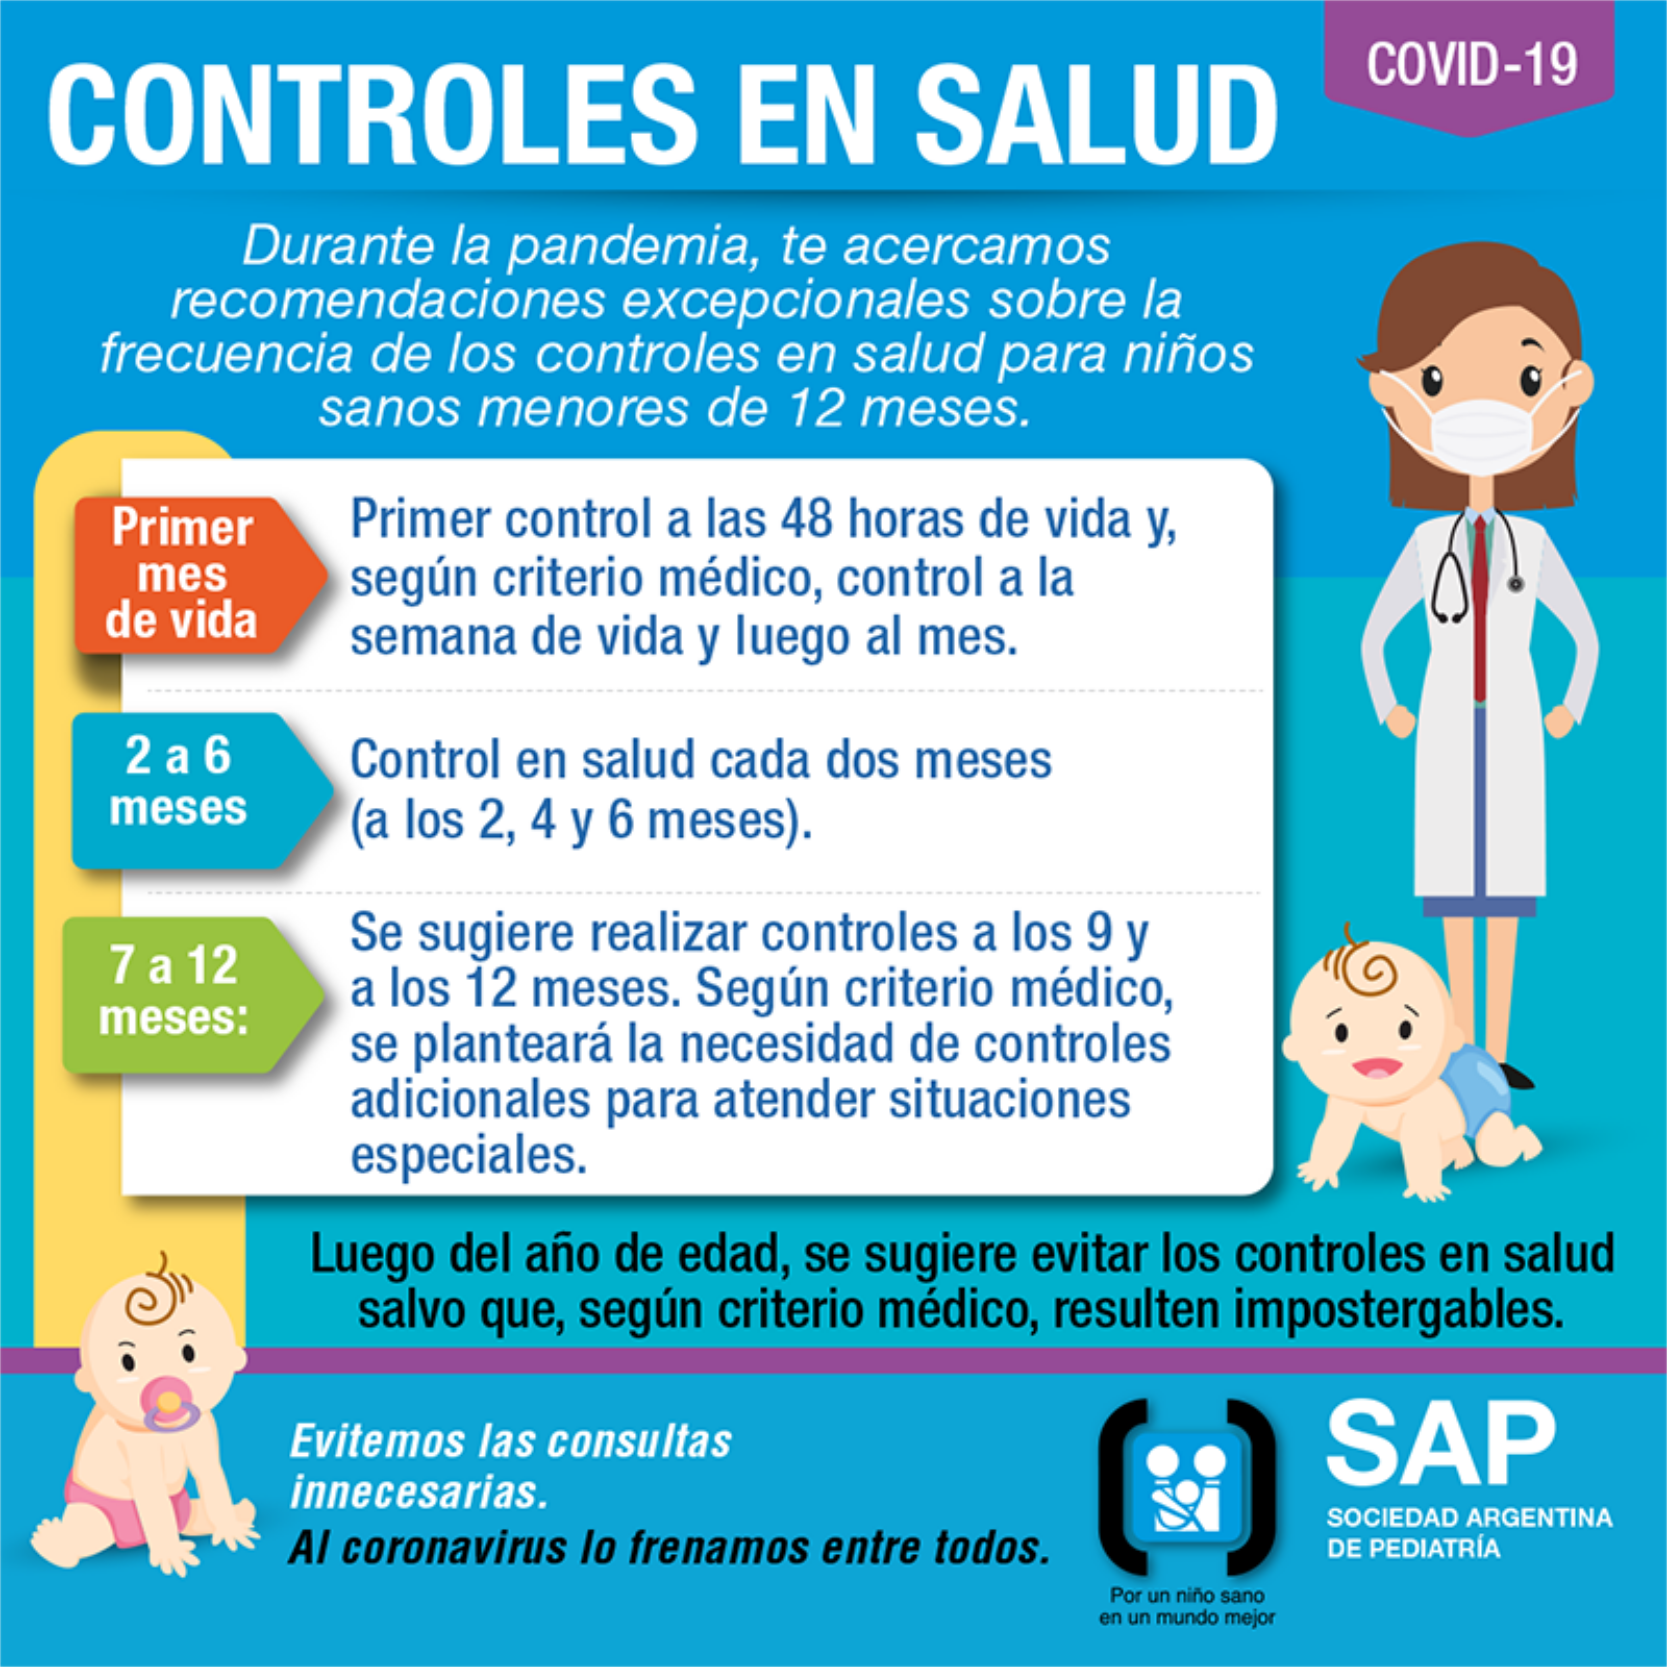 CONTROLES EN SALUD
COVID-19
Durante la pandemia, te acercamos
recomendaciones excepcionales sobre la
frecuencia de los controles en salud para niños
sanos menores de 12 meses.
Primer
mes
de vida
Primer control a las 48 horas de vida y,
según criterio médico, control a la
semana de vida y luego al mes.
2 a 6
meses
Control en salud cada dos meses
(a los 2, 4 y 6 meses).
7 a 12
meses:
Se sugiere realizar controles a los 9 y
a los 12 meses. Según criterio médico,
se planteará la necesidad de controles
adicionales para atender situaciones
especiales.
Luego del año de edad, se sugiere evitar los controles en salud
salvo que, según criterio médico, resulten impostergables.
Evitemos las consultas
innecesarias.
Al coronavirus lo frenamos entre todos.
Por un niño sano
en un mundo mejor
SAP
SOCIEDAD ARGENTINA
DE PEDIATRÍA